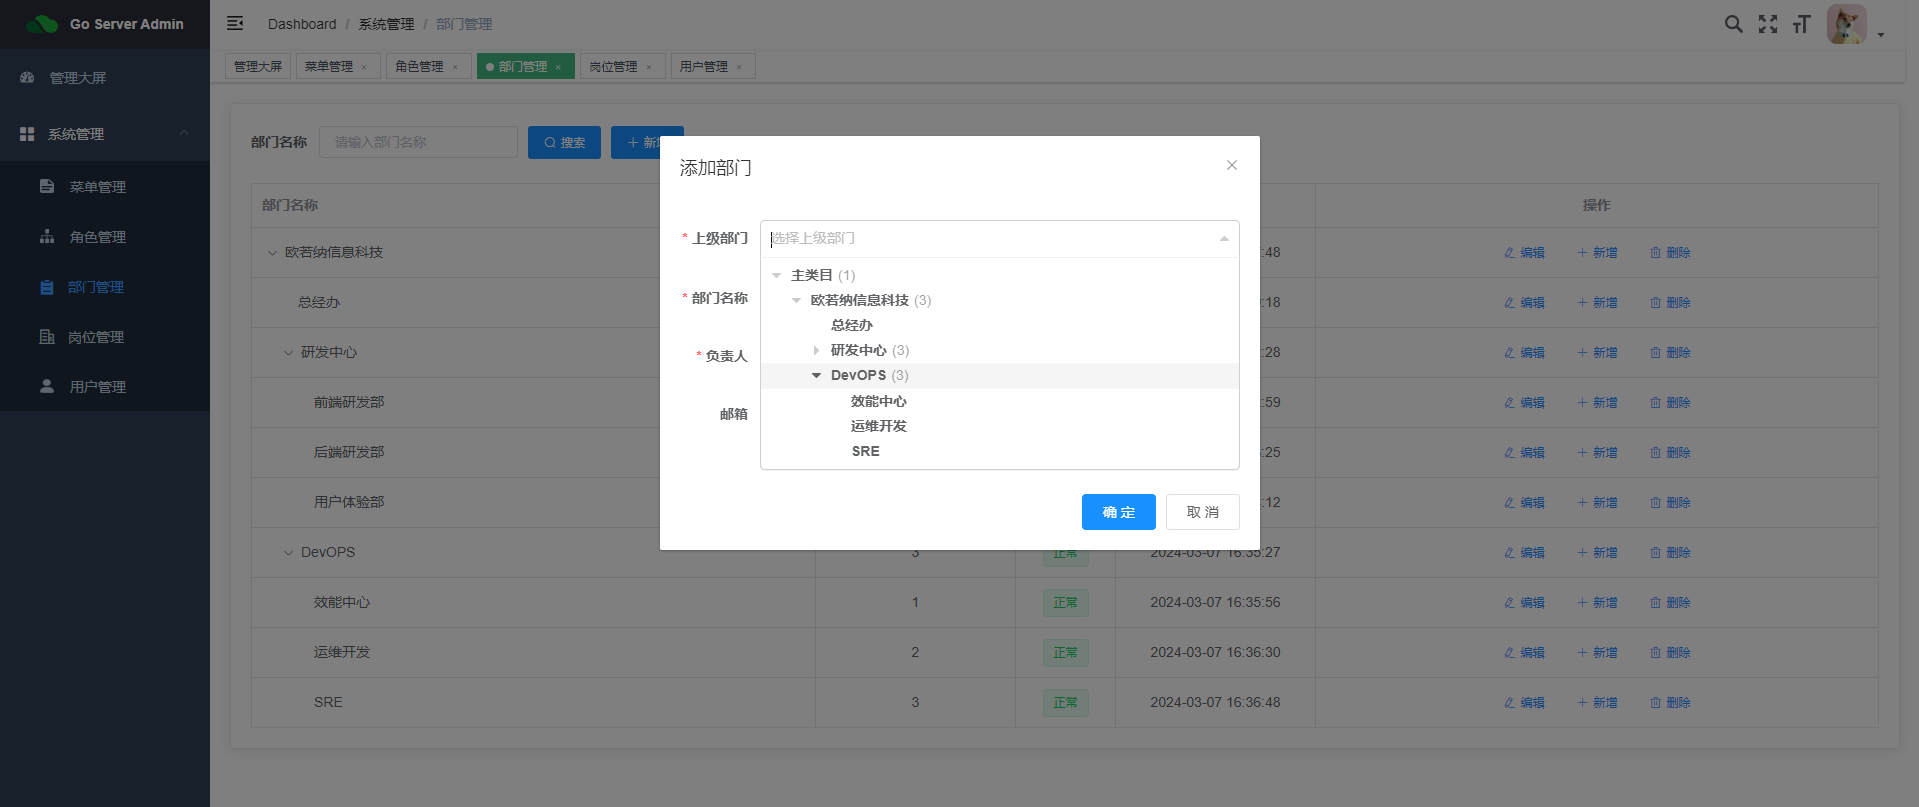 Go Server Admin
Dashboard / 系统管理 / 部门管理
管理大屏
菜单管理 ×
角色管理 ×
部门管理 ×
岗位管理 ×
用户管理 ×
管理大屏
系统管理
菜单管理
角色管理
部门管理
岗位管理
用户管理
部门名称 请输入部门名称 搜索
添加部门
* 上级部门 选择上级部门
主类目 (1)
欧若纳信息科技 (3)
总经办
研发中心 (3)
DevOPS (3)
效能中心
运维开发
SRE
* 部门名称
* 负责人
邮箱
确 定 取 消
部门名称 操作
欧若纳信息科技 :48 编辑 新增 删除
总经办 :18 编辑 新增 删除
研发中心 :28 编辑 新增 删除
前端研发部 :59 编辑 新增 删除
后端研发部 :25 编辑 新增 删除
用户体验部 :12 编辑 新增 删除
DevOPS 3 正常 2024-03-07 16:35:27 编辑 新增 删除
效能中心 1 正常 2024-03-07 16:35:56 编辑 新增 删除
运维开发 2 正常 2024-03-07 16:36:30 编辑 新增 删除
SRE 3 正常 2024-03-07 16:36:48 编辑 新增 删除